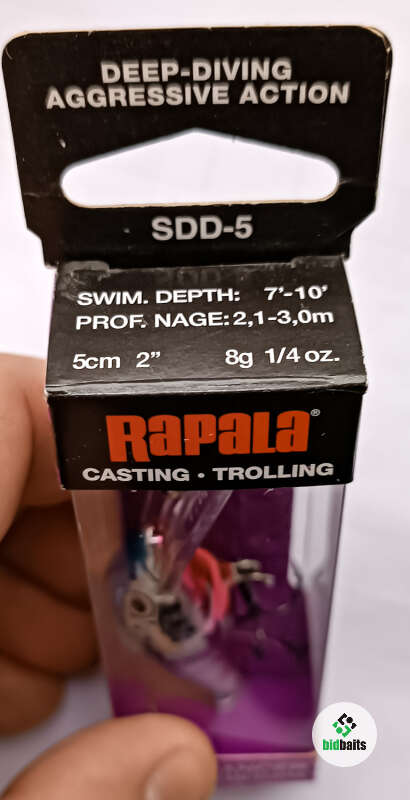 DEEP-DIVING
AGGRESSIVE ACTION
SDD-5
SWIM. DEPTH: 7'-10'
PROF. NAGE: 2,1-3,0m
5cm 2” 8g 1/4 oz.
RAPALA®
CASTING • TROLLING
bidbaits